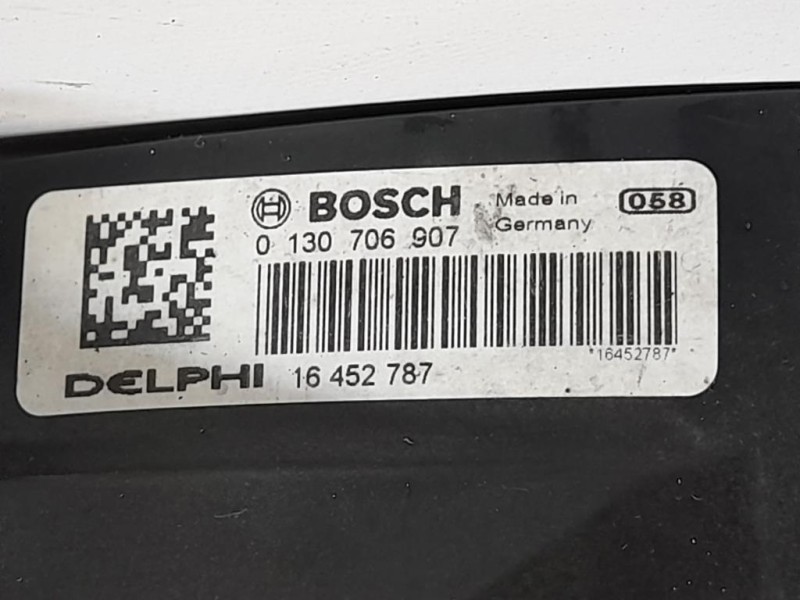 BOSCH Made in Germany 058
0 130 706 907
*16452787*
DELPHI 16 452 787